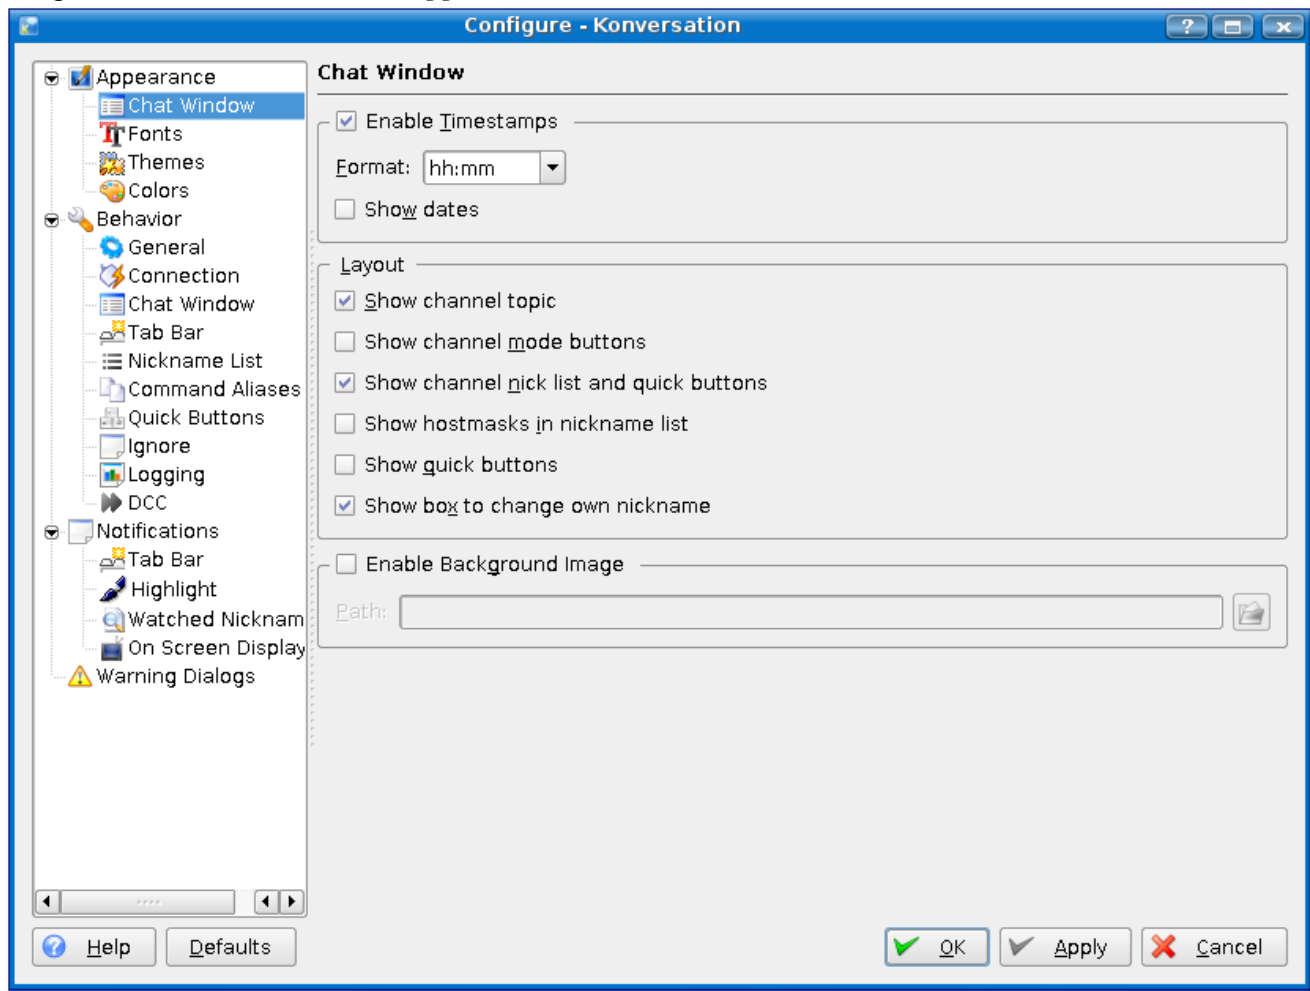 Configure - Konversation
Appearance
Chat Window
Fonts
Themes
Colors
Behavior
General
Connection
Chat Window
Tab Bar
Nickname List
Command Aliases
Quick Buttons
Ignore
Logging
DCC
Notifications
Tab Bar
Highlight
Watched Nicknam
On Screen Display
Warning Dialogs
Chat Window
Enable Timestamps
Format: hh:mm
Show dates
Layout
Show channel topic
Show channel mode buttons
Show channel nick list and quick buttons
Show hostmasks in nickname list
Show quick buttons
Show box to change own nickname
Enable Background Image
Path:
Help Defaults OK Apply Cancel